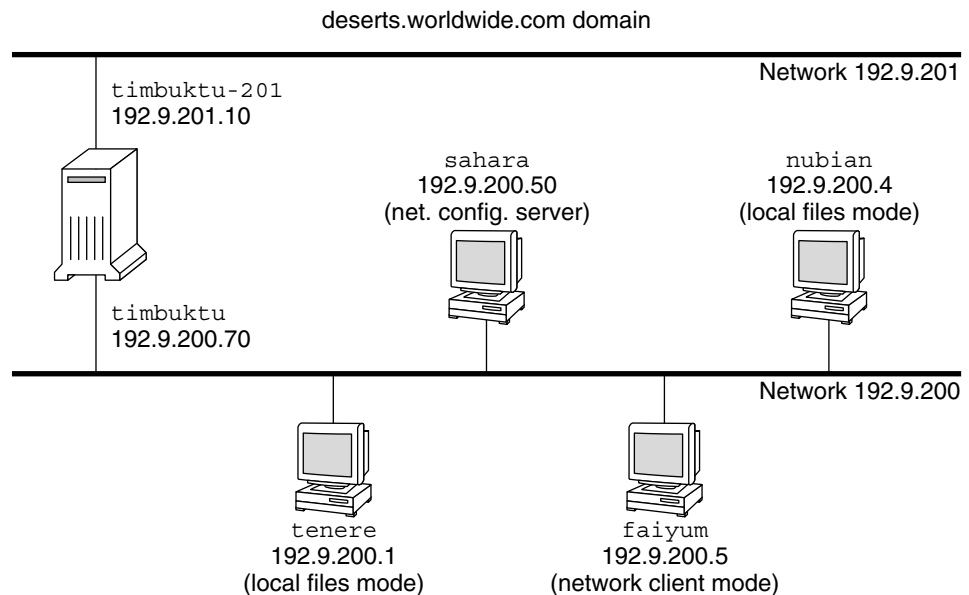 deserts.worldwide.com domain
Network 192.9.201
timbuktu-201
192.9.201.10
sahara
192.9.200.50
(net. config. server)
nubian
192.9.200.4
(local files mode)
timbuktu
192.9.200.70
Network 192.9.200
tenere
192.9.200.1
(local files mode)
faiyum
192.9.200.5
(network client mode)